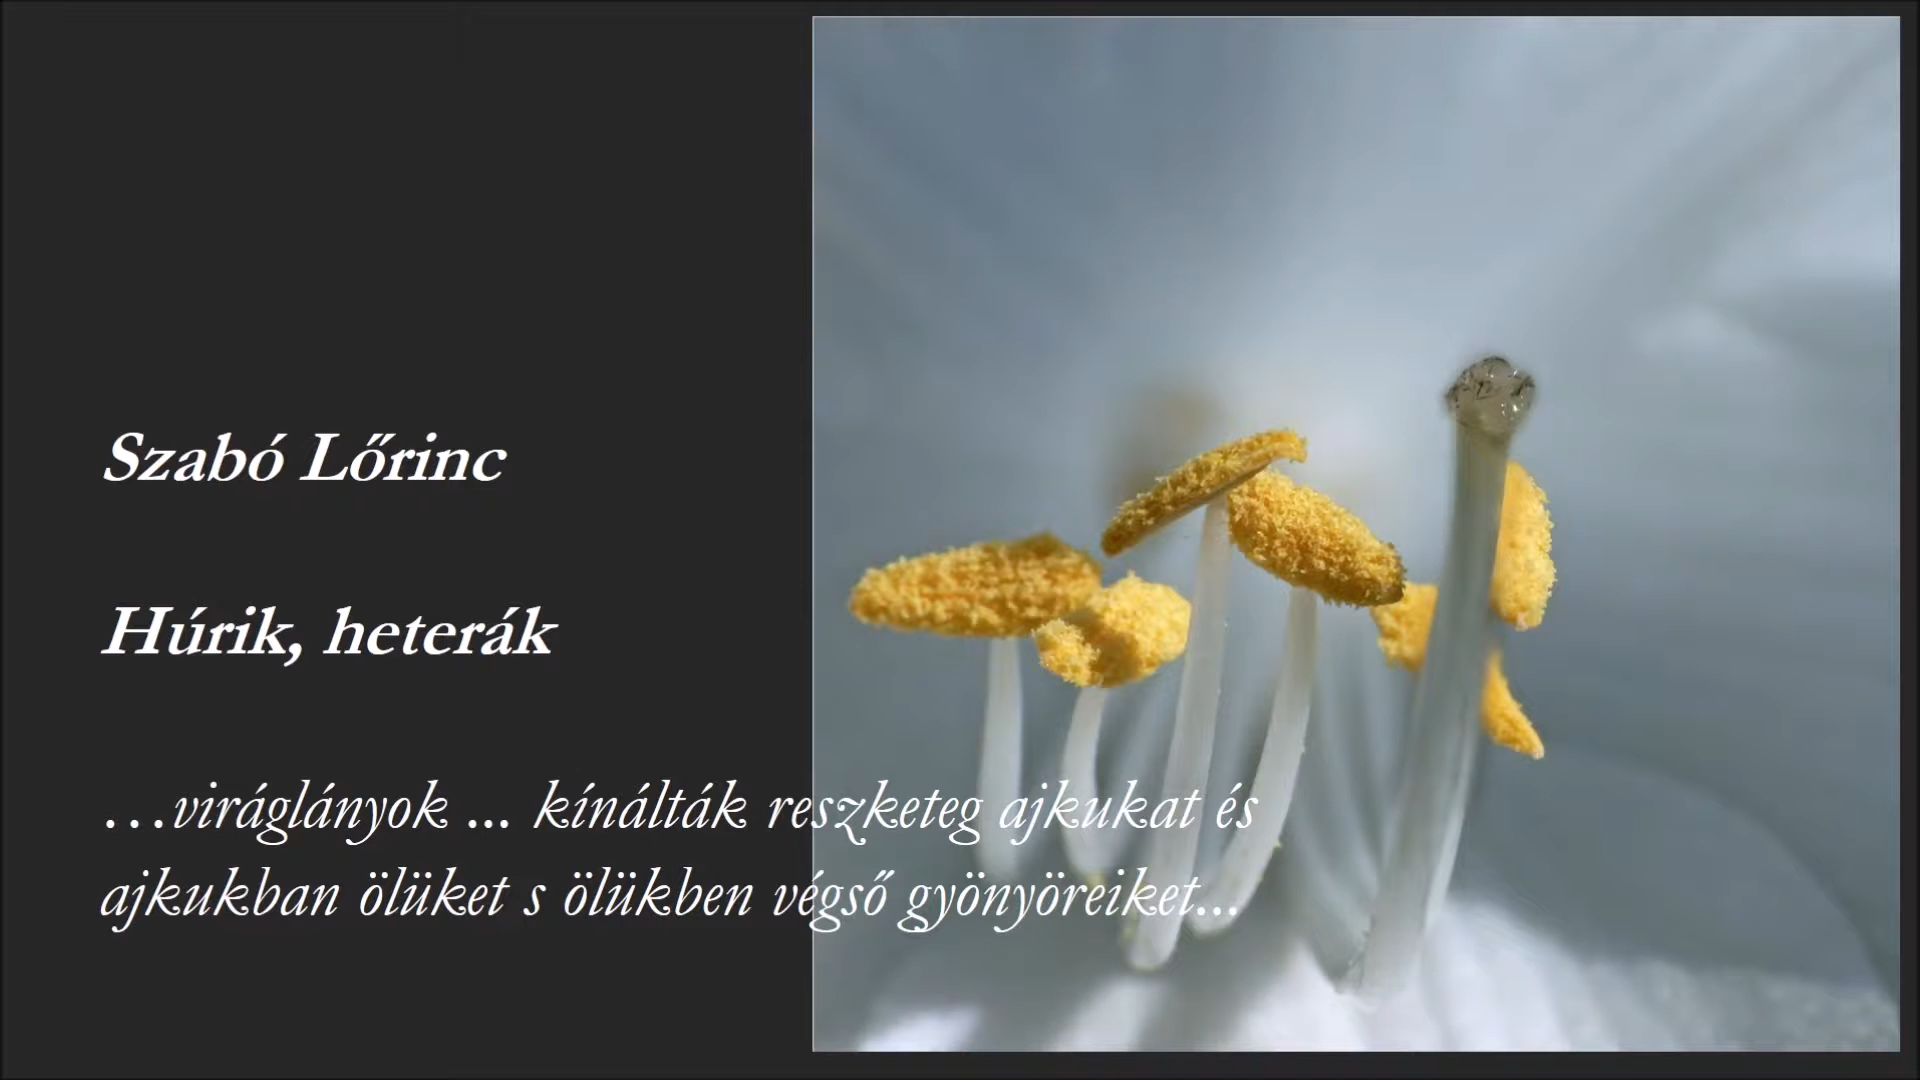 Szabó Lőrinc
Húrik, heterák
…viráglányok ... kínálták reszketeg ajkukat és
ajkukban ölüket s ölükben végső gyönyöreiket...